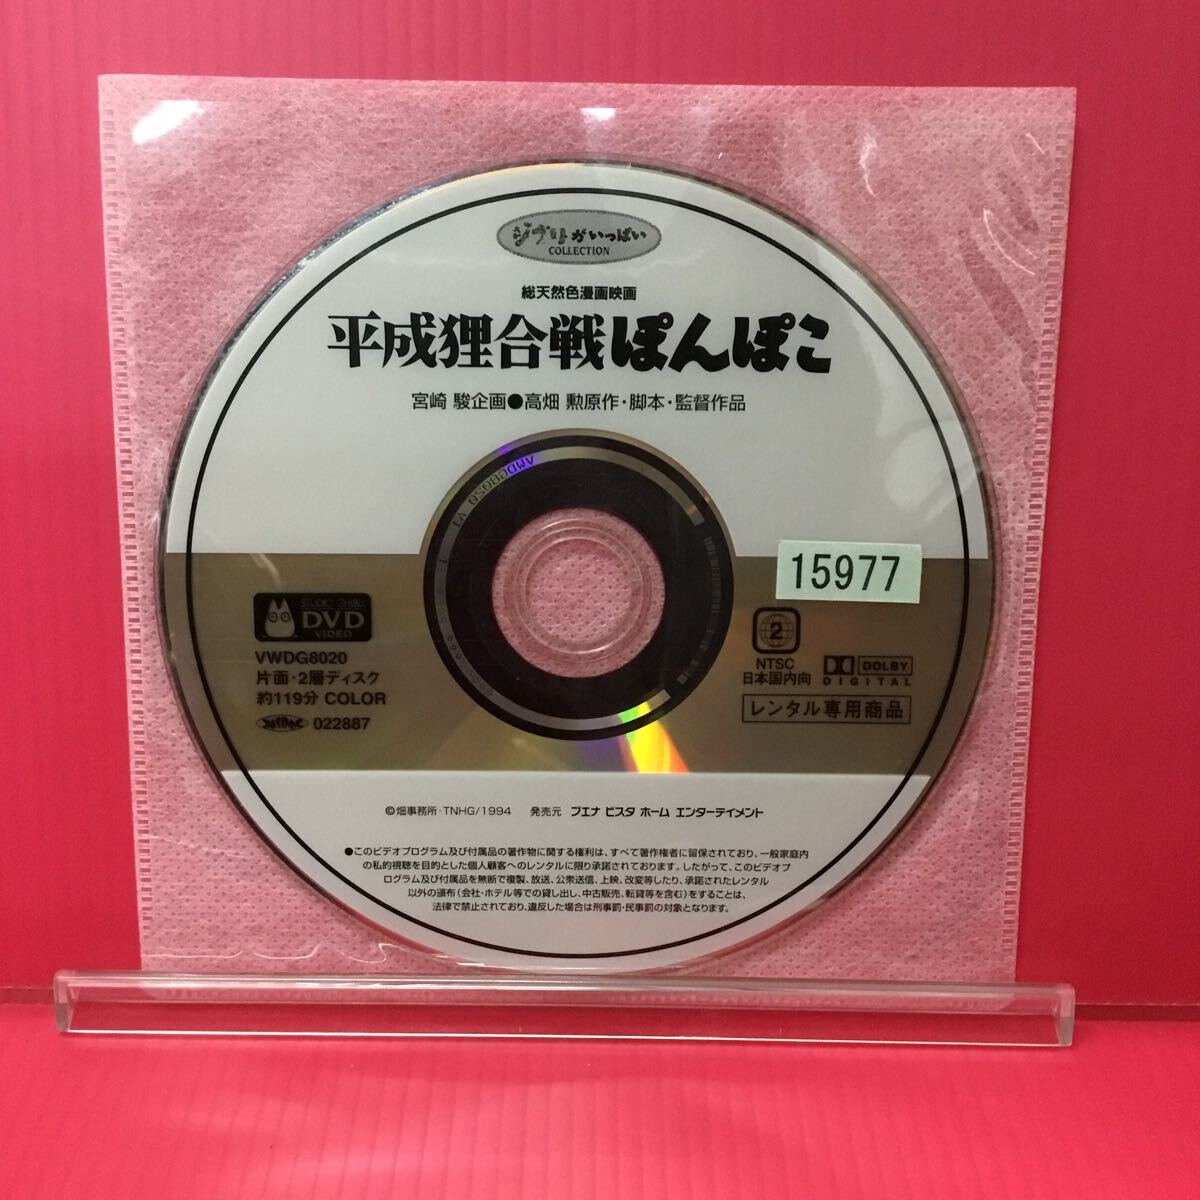 ジブリがいっぱい
COLLECTION
総天然色漫画映画
平成狸合戦ぽんぽこ
宮崎 駿企画●高畑 勲原作・脚本・監督作品
15977
STUDIO GHIBLI
DVD
VIDEO
VWDG8020
片面・2層ディスク
約119分 COLOR
022887
2
NTSC
日本国内向
DOLBY
DIGITAL
レンタル専用商品
©畑事務所・TNHG/1994 発売元 ブエナ ビスタ ホーム エンターテイメント
●このビデオプログラム及び付属品の著作物に関する権利は、すべて著作権者に留保されており、一般家庭内
の私的視聴を目的とした個人顧客へのレンタルに限り承諾されております。したがって、このビデオプ
ログラム及び付属品を無断で複製、放送、公衆送信、上映、改変等したり、承諾されたレンタル
以外の頒布(会社・ホテル等での貸し出し、中古販売、転貸等を含む)をすることは、
法律で禁止されており、違反した場合は刑事罰・民事罰の対象となります。